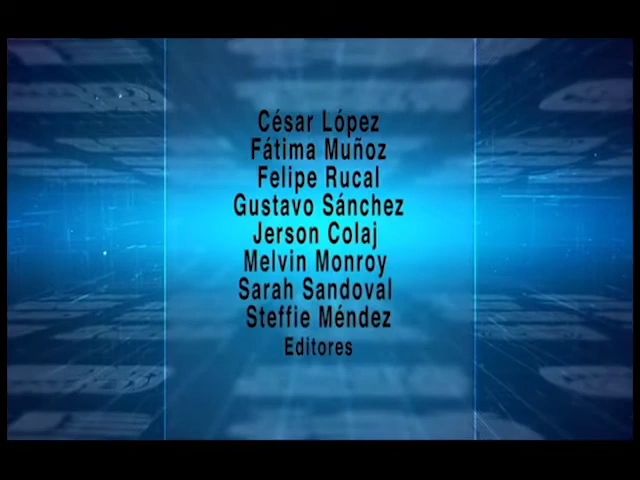 César López
Fátima Muñoz
Felipe Rucal
Gustavo Sánchez
Jerson Colaj
Melvin Monroy
Sarah Sandoval
Steffie Méndez
Editores